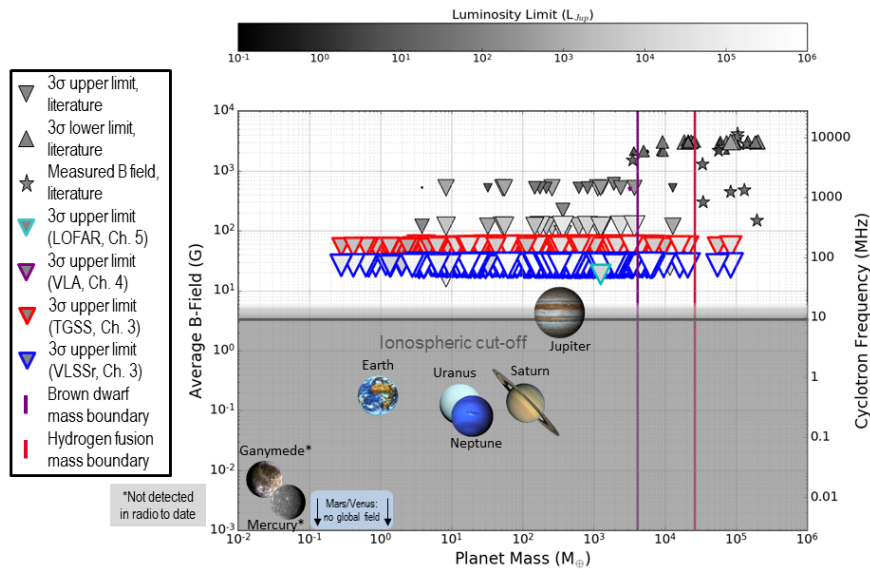 Luminosity Limit (L_Jup)
10^-1 10^0 10^1 10^2 10^3 10^4 10^5 10^6
3σ upper limit,
literature
3σ lower limit,
literature
Measured B field,
literature
3σ upper limit
(LOFAR, Ch. 5)
3σ upper limit
(VLA, Ch. 4)
3σ upper limit
(TGSS, Ch. 3)
3σ upper limit
(VLSSr, Ch. 3)
Brown dwarf
mass boundary
Hydrogen fusion
mass boundary
*Not detected
in radio to date
Average B-Field (G)
10^4
10^3
10^2
10^1
10^0
10^-1
10^-2
10^-3
Ionospheric cut-off
Jupiter
Earth
Uranus
Saturn
Neptune
Ganymede*
Mercury*
Mars/Venus:
no global field
10000
1000
100
10
1
0.1
0.01
Cyclotron Frequency (MHz)
10^-2 10^-1 10^0 10^1 10^2 10^3 10^4 10^5 10^6
Planet Mass (M⊕)